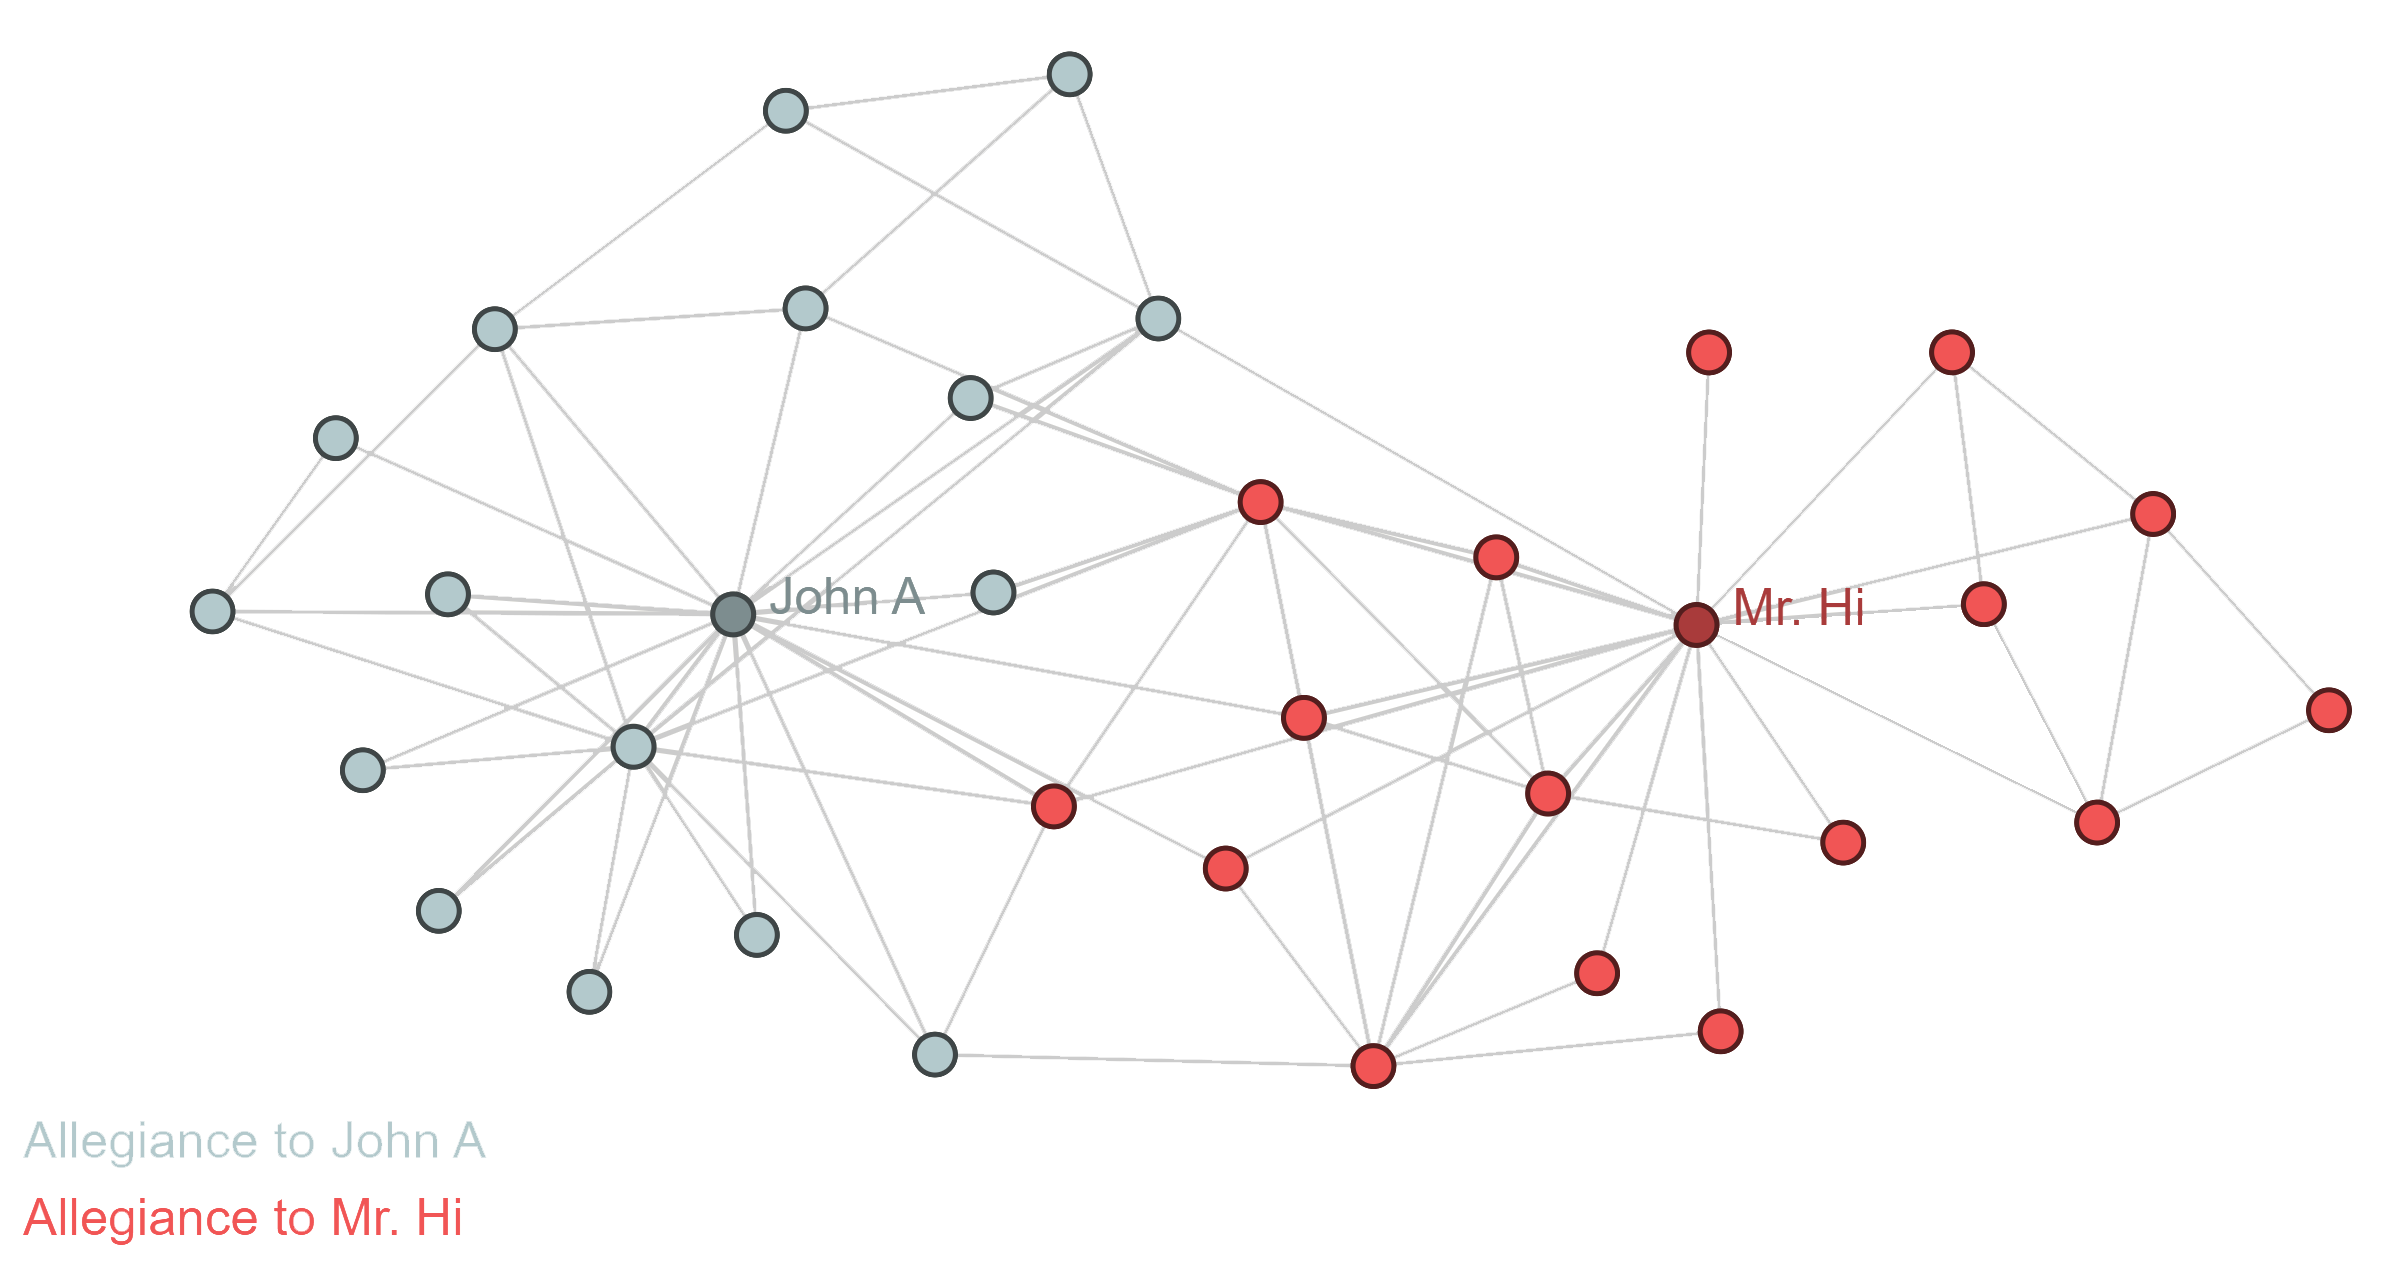 John A
Mr. Hi
Allegiance to John A
Allegiance to Mr. Hi